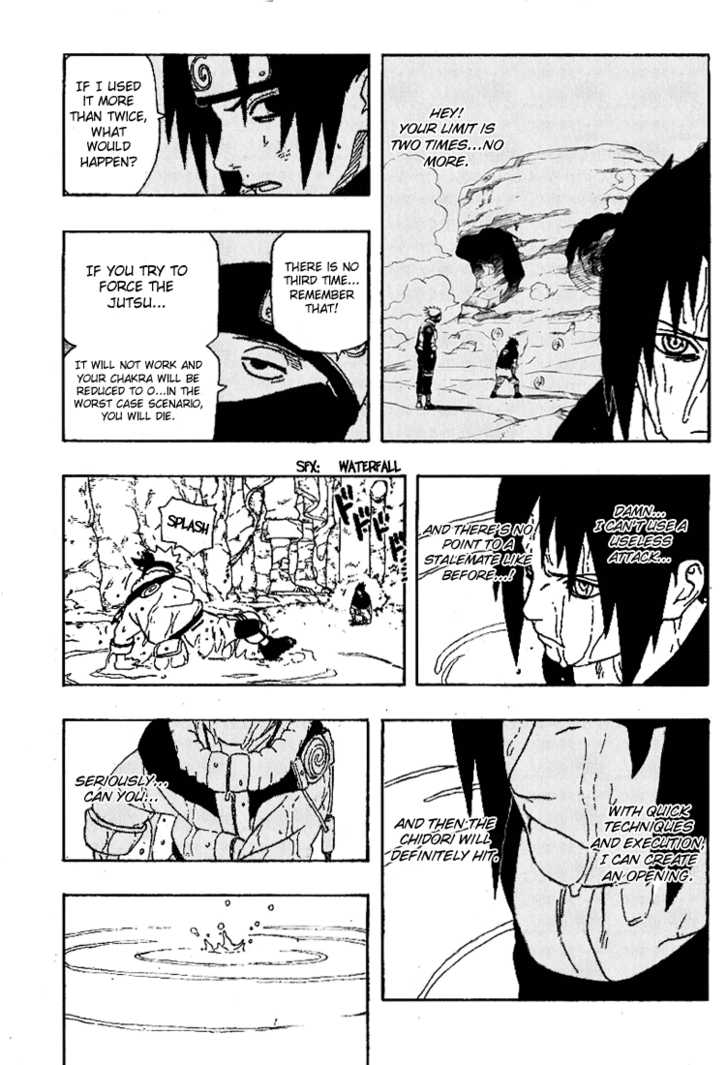 HEY!
YOUR LIMIT IS
TWO TIMES...NO
MORE.
IF I USED
IT MORE
THAN TWICE,
WHAT
WOULD
HAPPEN?
THERE IS NO
THIRD TIME...
REMEMBER
THAT!
IF YOU TRY TO
FORCE THE
JUTSU...
IT WILL NOT WORK AND
YOUR CHAKRA WILL BE
REDUCED TO 0...IN THE
WORST CASE SCENARIO,
YOU WILL DIE.
DAMN...
I CAN'T USE A
USELESS
ATTACK...
AND THERE'S NO
POINT TO A
STALEMATE LIKE
BEFORE...!
SFX: WATERFALL
ドドドド
SPLASH
WITH QUICK
TECHNIQUES
AND EXECUTION,
I CAN CREATE
AN OPENING.
AND THEN THE
CHIDORI WILL
DEFINITELY HIT.
SERIOUSLY...
CAN YOU...